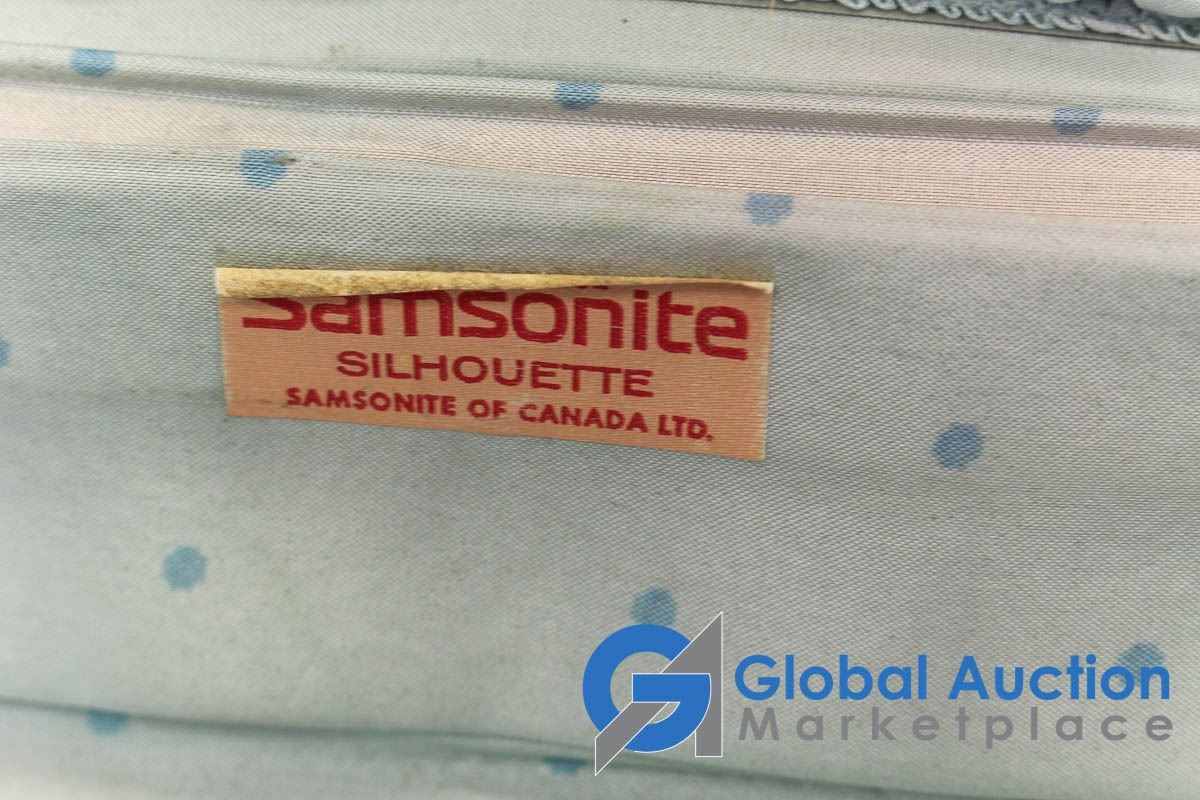 Samsonite
SILHOUETTE
SAMSONITE OF CANADA LTD.
Global Auction
Marketplace